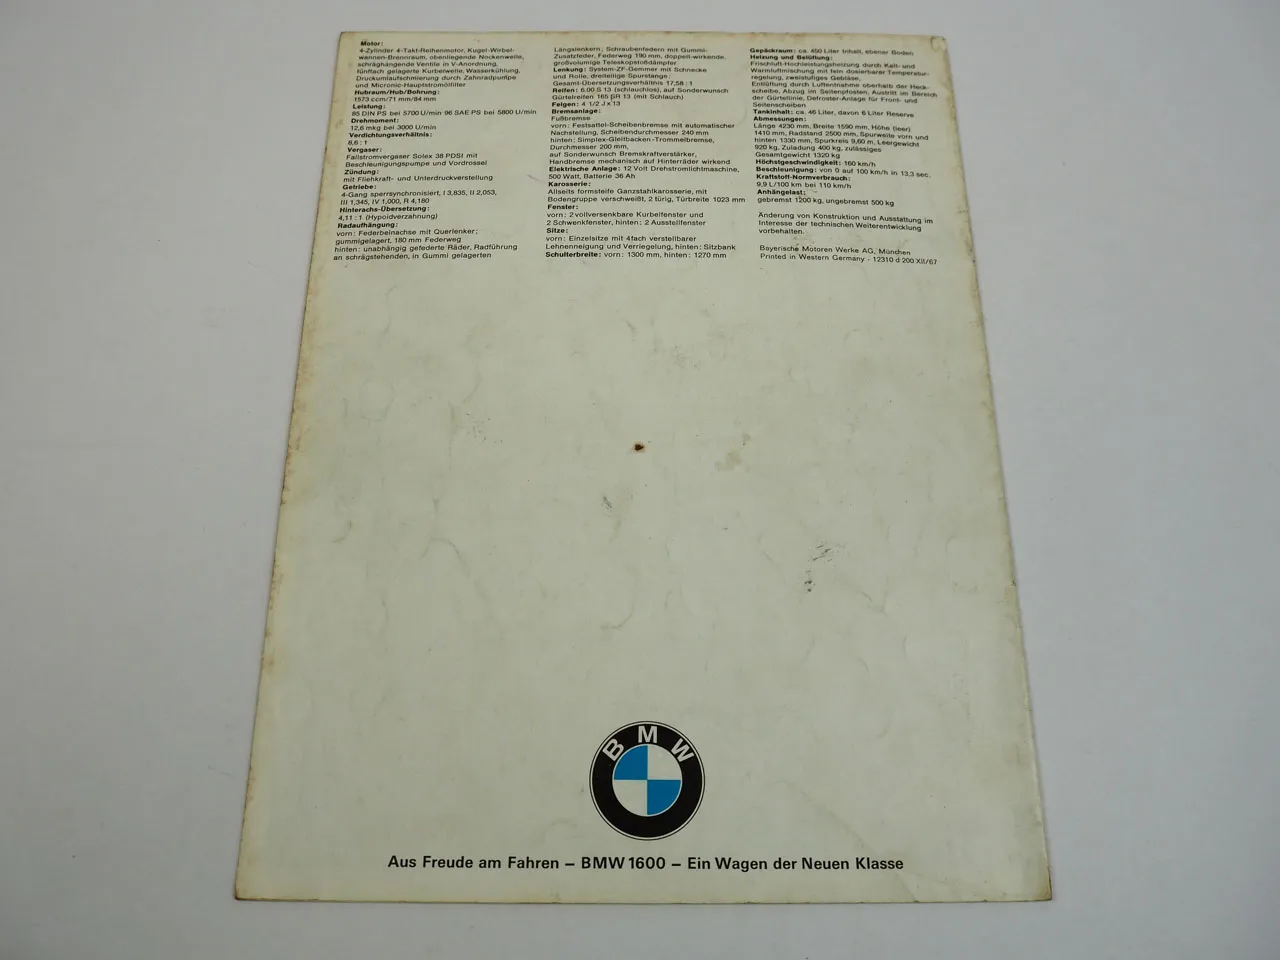 Motor:
4-Zylinder 4-Takt-Reihenmotor, Kugel-Wirbel-
wannen-Brennraum, obenliegende Nockenwelle,
schräghängende Ventile in V-Anordnung,
fünffach gelagerte Kurbelwelle, Wasserkühlung,
Druckumlaufschmierung durch Zahnradpumpe
und Micronic-Hauptstromölfilter
Hubraum/Hub/Bohrung:
1573 ccm/71 mm/84 mm
Leistung:
85 DIN PS bei 5700 U/min 96 SAE PS bei 5800 U/min
Drehmoment:
12,6 mkg bei 3000 U/min
Verdichtungsverhältnis:
8,6 : 1
Vergaser:
Fallstromvergaser Solex 38 PDSI mit
Beschleunigungspumpe und Vordrossel
Zündung:
mit Fliehkraft- und Unterdruckverstellung
Getriebe:
4-Gang sperrsynchronisiert, I 3,835, II 2,053,
III 1,345, IV 1,000, R 4,180
Hinterachs-Übersetzung:
4,11 : 1 (Hypoidverzahnung)
Radaufhängung:
vorn: Federbeinachse mit Querlenker;
gummigelagert, 180 mm Federweg
hinten: unabhängig gefederte Räder, Radführung
an schrägstehenden, in Gummi gelagerten
Längslenkern; Schraubenfedern mit Gummi-
Zusatzfeder, Federweg 190 mm, doppelt-wirkende,
großvolumige Teleskopstoßdämpfer
Lenkung: System-ZF-Gemmer mit Schnecke
und Rolle, dreiteilige Spurstange;
Gesamt-Übersetzungsverhältnis 17,58 : 1
Reifen: 6.00 S 13 (schlauchlos), auf Sonderwunsch
Gürtelreifen 165 SR 13 (mit Schlauch)
Felgen: 4 1/2 J x 13
Bremsanlage:
Fußbremse
vorn: Festsattel-Scheibenbremse mit automatischer
Nachstellung, Scheibendurchmesser 240 mm
hinten: Simplex-Gleitbacken-Trommelbremse,
Durchmesser 200 mm,
auf Sonderwunsch Bremskraftverstärker,
Handbremse mechanisch auf Hinterräder wirkend
Elektrische Anlage: 12 Volt Drehstromlichtmaschine,
500 Watt, Batterie 36 Ah
Karosserie:
Allseits formsteife Ganzstahlkarosserie, mit
Bodengruppe verschweißt, 2 türig, Türbreite 1023 mm
Fenster:
vorn: 2 vollversenkbare Kurbelfenster und
2 Schwenkfenster, hinten: 2 Ausstellfenster
Sitze:
vorn: Einzelsitze mit 4fach verstellbarer
Lehnenneigung und Verriegelung, hinten: Sitzbank
Schulterbreite: vorn: 1300 mm, hinten: 1270 mm
Gepäckraum: ca. 450 Liter Inhalt, ebener Boden
Heizung und Belüftung:
Frischluft-Hochleistungsheizung durch Kalt- und
Warmluftmischung mit fein dosierbarer Temperatur-
regelung, zweistufiges Gebläse,
Entlüftung durch Luftentnahme oberhalb der Heck-
scheibe, Abzug im Seitenpfosten, Austritt im Bereich
der Gürtellinie, Defroster-Anlage für Front- und
Seitenscheiben
Tankinhalt: ca. 46 Liter, davon 6 Liter Reserve
Abmessungen:
Länge 4230 mm, Breite 1590 mm, Höhe (leer)
1410 mm, Radstand 2500 mm, Spurweite vorn und
hinten 1330 mm, Spurkreis 9,60 m, Leergewicht
920 kg, Zuladung 400 kg, zulässiges
Gesamtgewicht 1320 kg
Höchstgeschwindigkeit: 160 km/h
Beschleunigung: von 0 auf 100 km/h in 13,3 sec.
Kraftstoff-Normverbrauch:
9,9 L/100 km bei 110 km/h
Anhängelast:
gebremst 1200 kg, ungebremst 500 kg
Änderung von Konstruktion und Ausstattung im
Interesse der technischen Weiterentwicklung
vorbehalten.
Bayerische Motoren Werke AG, München
Printed in Western Germany - 12310 d 200 XII/67
BMW
Aus Freude am Fahren – BMW 1600 – Ein Wagen der Neuen Klasse